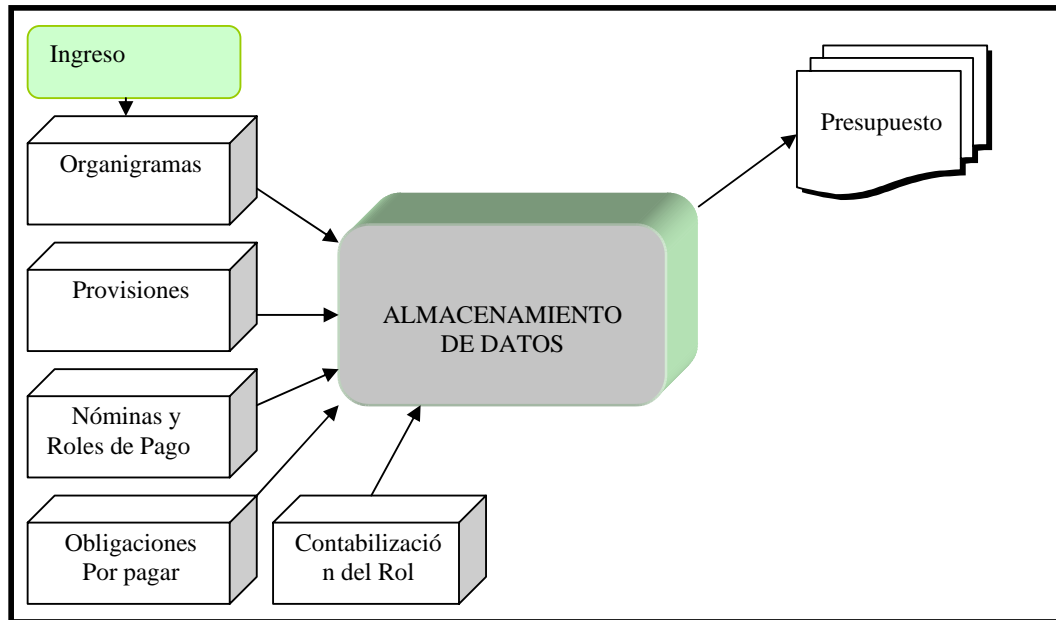 Ingreso
Organigramas
Provisiones
Nóminas y
Roles de Pago
Obligaciones
Por pagar
Contabilizació
n del Rol
ALMACENAMIENTO
DE DATOS
Presupuesto